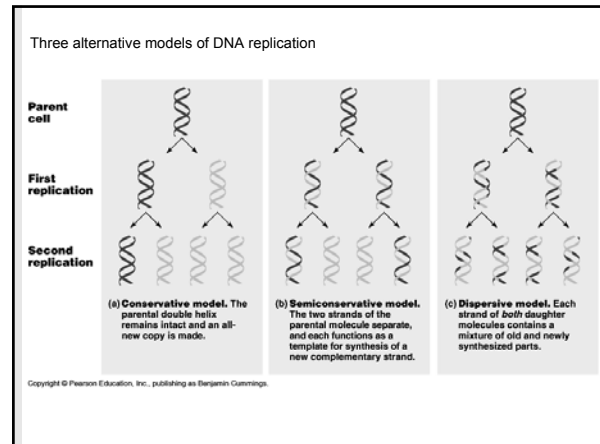 Three alternative models of DNA replication
Parent
cell
First
replication
Second
replication
(a) Conservative model. The
parental double helix
remains intact and an all-
new copy is made.
(b) Semiconservative model.
The two strands of the
parental molecule separate,
and each functions as a
template for synthesis of a
new complementary strand.
(c) Dispersive model. Each
strand of both daughter
molecules contains a
mixture of old and newly
synthesized parts.
Copyright © Pearson Education, Inc., publishing as Benjamin Cummings.